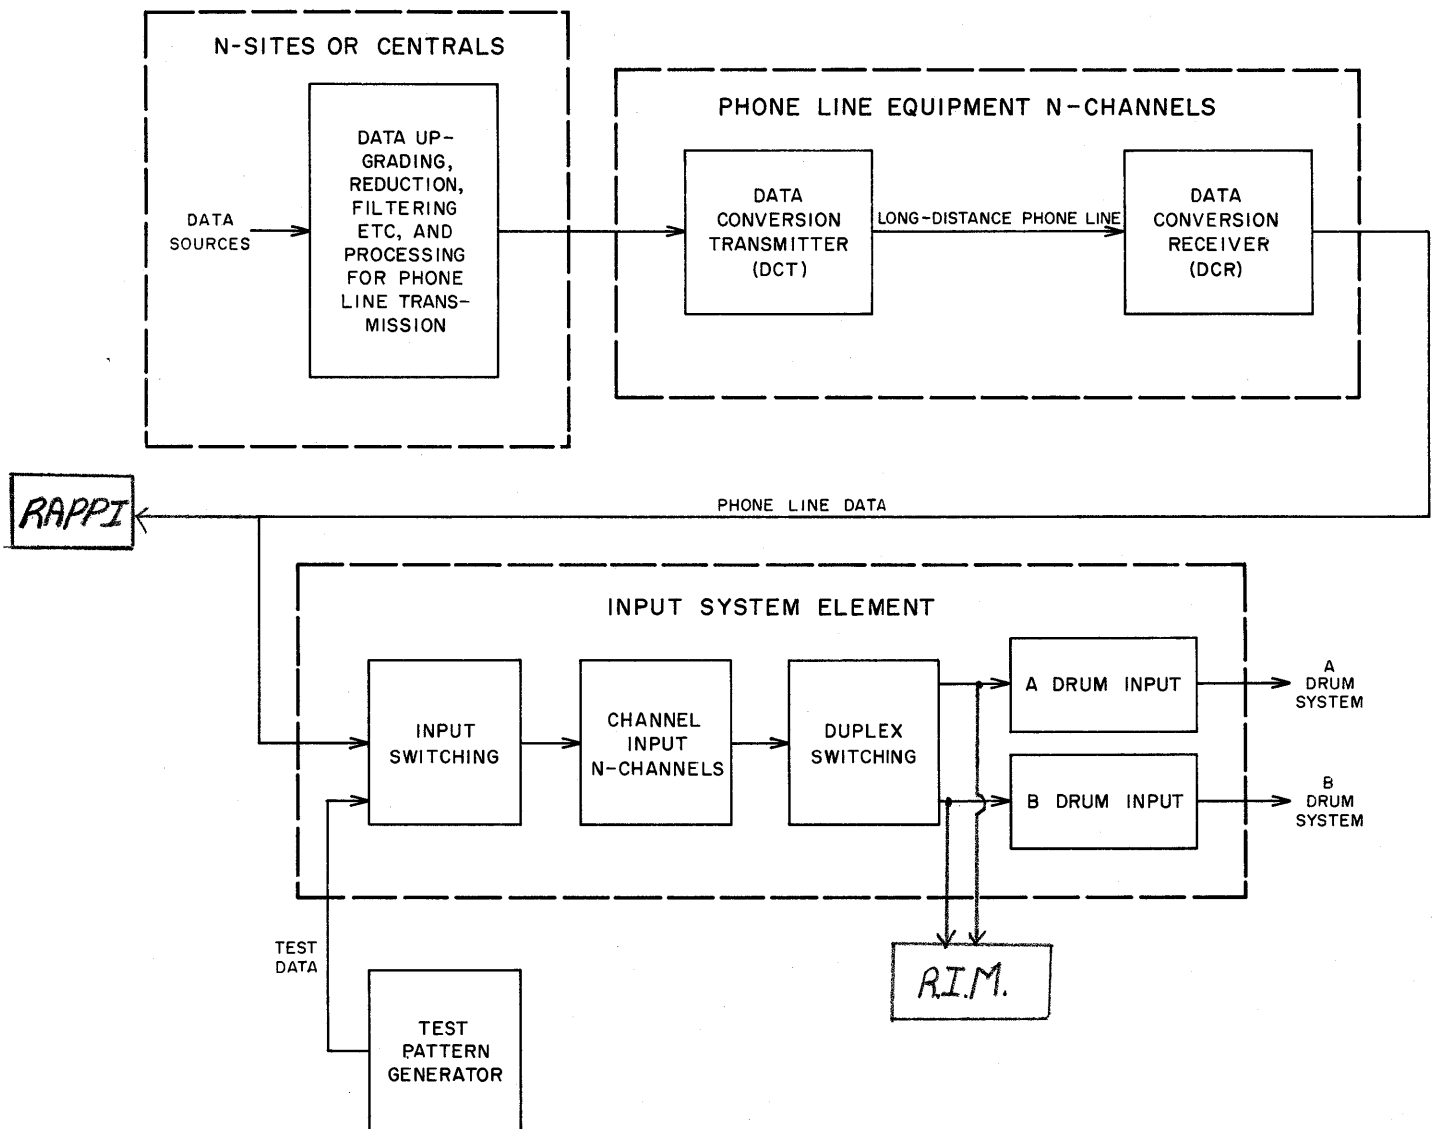 N-SITES OR CENTRALS
DATA UP-
GRADING,
REDUCTION,
FILTERING
ETC, AND
PROCESSING
FOR PHONE
LINE TRANS-
MISSION
DATA
SOURCES
PHONE LINE EQUIPMENT N-CHANNELS
DATA
CONVERSION
TRANSMITTER
(DCT)
LONG-DISTANCE PHONE LINE
DATA
CONVERSION
RECEIVER
(DCR)
RAPPI
PHONE LINE DATA
INPUT SYSTEM ELEMENT
INPUT
SWITCHING
CHANNEL
INPUT
N-CHANNELS
DUPLEX
SWITCHING
A DRUM INPUT
A
DRUM
SYSTEM
B DRUM INPUT
B
DRUM
SYSTEM
TEST
DATA
R.I.M.
TEST
PATTERN
GENERATOR